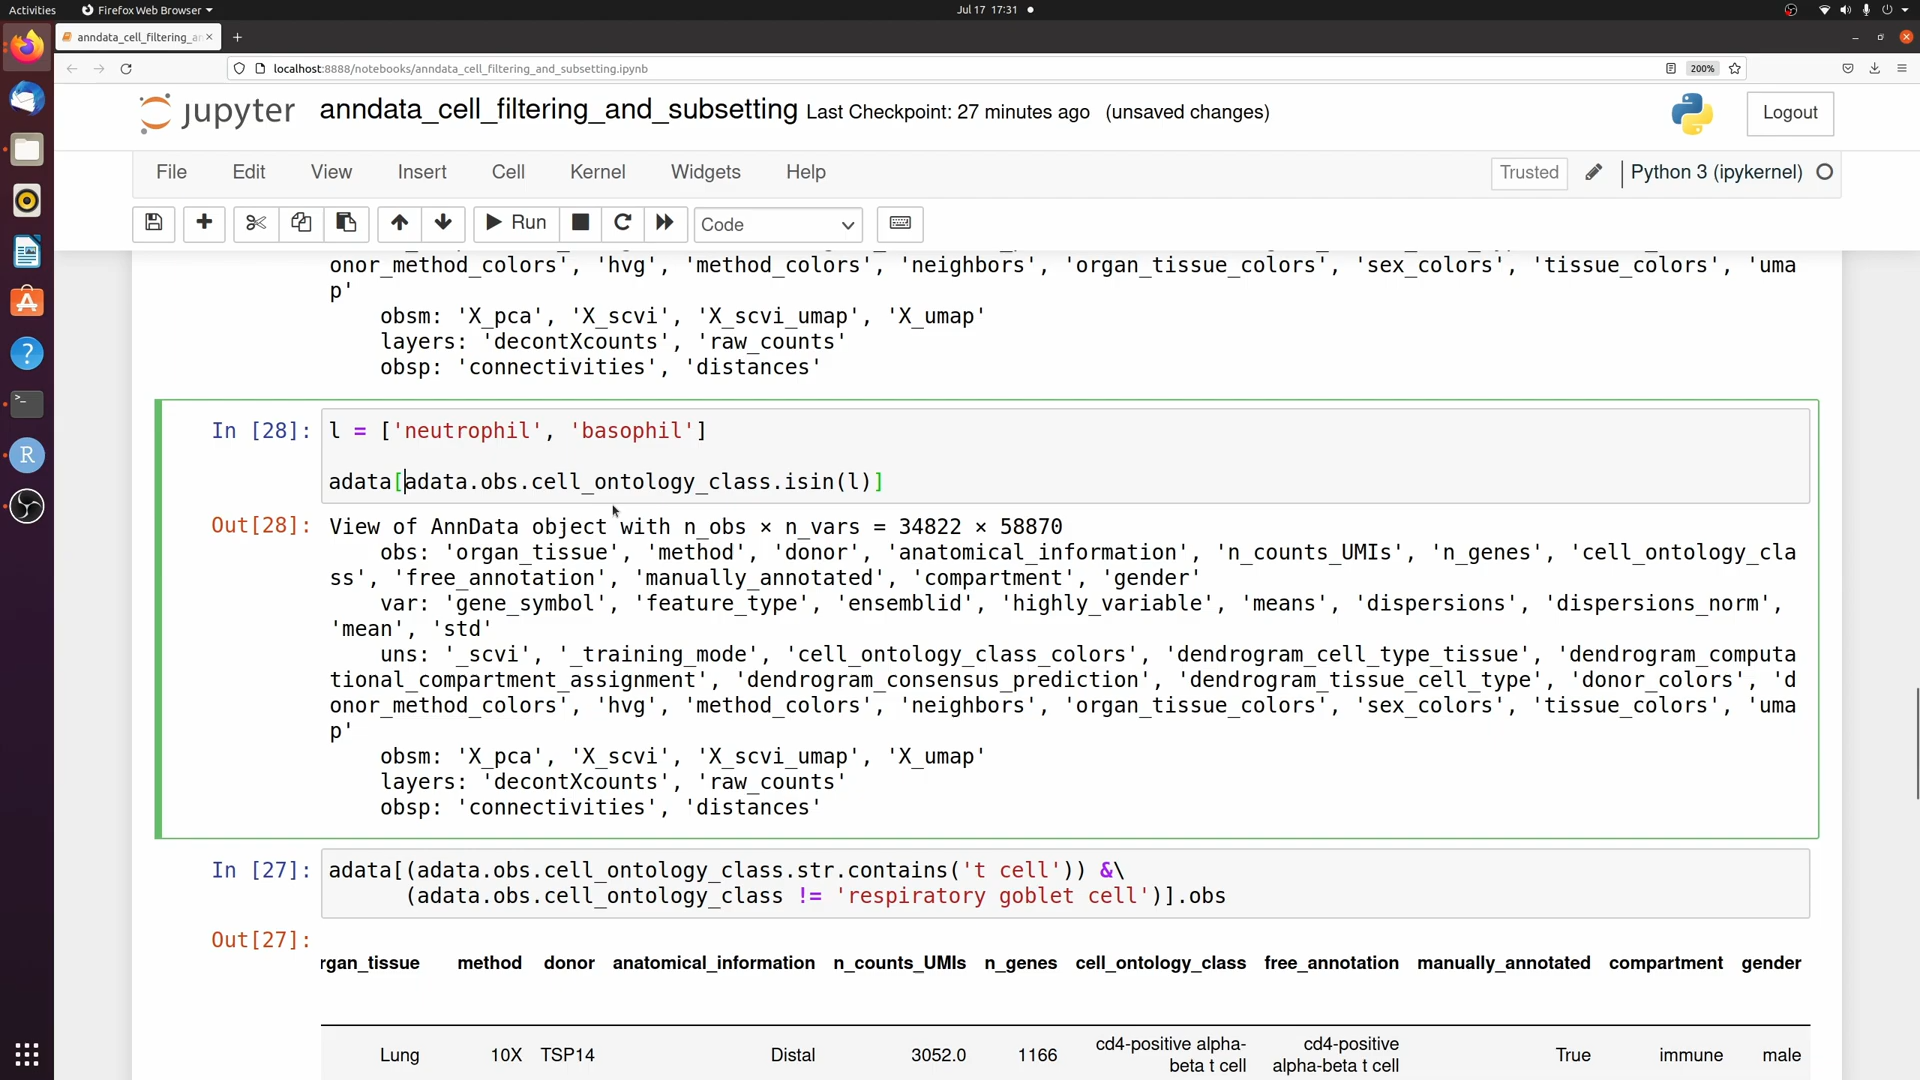 Activities Firefox Web Browser Jul 17 17:31
anndata_cell_filtering_an
localhost:8888/notebooks/anndata_cell_filtering_and_subsetting.ipynb 200%
jupyter anndata_cell_filtering_and_subsetting Last Checkpoint: 27 minutes ago (unsaved changes) Logout
File Edit View Insert Cell Kernel Widgets Help Trusted Python 3 (ipykernel)
Run Code
onor_method_colors', 'hvg', 'method_colors', 'neighbors', 'organ_tissue_colors', 'sex_colors', 'tissue_colors', 'uma
p'
obsm: 'X_pca', 'X_scvi', 'X_scvi_umap', 'X_umap'
layers: 'decontXcounts', 'raw_counts'
obsp: 'connectivities', 'distances'
In [28]: l = ['neutrophil', 'basophil']
adata[adata.obs.cell_ontology_class.isin(l)]
Out[28]: View of AnnData object with n_obs × n_vars = 34822 × 58870
obs: 'organ_tissue', 'method', 'donor', 'anatomical_information', 'n_counts_UMIs', 'n_genes', 'cell_ontology_cla
ss', 'free_annotation', 'manually_annotated', 'compartment', 'gender'
var: 'gene_symbol', 'feature_type', 'ensemblid', 'highly_variable', 'means', 'dispersions', 'dispersions_norm',
'mean', 'std'
uns: '_scvi', '_training_mode', 'cell_ontology_class_colors', 'dendrogram_cell_type_tissue', 'dendrogram_computa
tional_compartment_assignment', 'dendrogram_consensus_prediction', 'dendrogram_tissue_cell_type', 'donor_colors', 'd
onor_method_colors', 'hvg', 'method_colors', 'neighbors', 'organ_tissue_colors', 'sex_colors', 'tissue_colors', 'uma
p'
obsm: 'X_pca', 'X_scvi', 'X_scvi_umap', 'X_umap'
layers: 'decontXcounts', 'raw_counts'
obsp: 'connectivities', 'distances'
In [27]: adata[(adata.obs.cell_ontology_class.str.contains('t cell')) &\
(adata.obs.cell_ontology_class != 'respiratory goblet cell')].obs
Out[27]:
rgan_tissue method donor anatomical_information n_counts_UMIs n_genes cell_ontology_class free_annotation manually_annotated compartment gender
Lung 10X TSP14 Distal 3052.0 1166 cd4-positive alpha- cd4-positive True immune male
beta t cell alpha-beta t cell